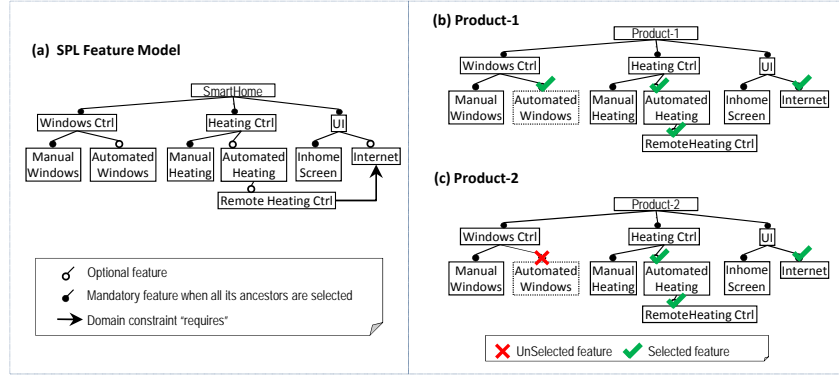 (a) SPL Feature Model
SmartHome
Windows Ctrl Heating Ctrl UI
Manual Windows Automated Windows Manual Heating Automated Heating Inhome Screen Internet
Remote Heating Ctrl
Optional feature
Mandatory feature when all its ancestors are selected
Domain constraint "requires"
(b) Product-1
Product-1
Windows Ctrl Heating Ctrl UI
Manual Windows Automated Windows Manual Heating Automated Heating Inhome Screen Internet
RemoteHeating Ctrl
(c) Product-2
Product-2
Windows Ctrl Heating Ctrl UI
Manual Windows Automated Windows Manual Heating Automated Heating Inhome Screen Internet
RemoteHeating Ctrl
UnSelected feature Selected feature